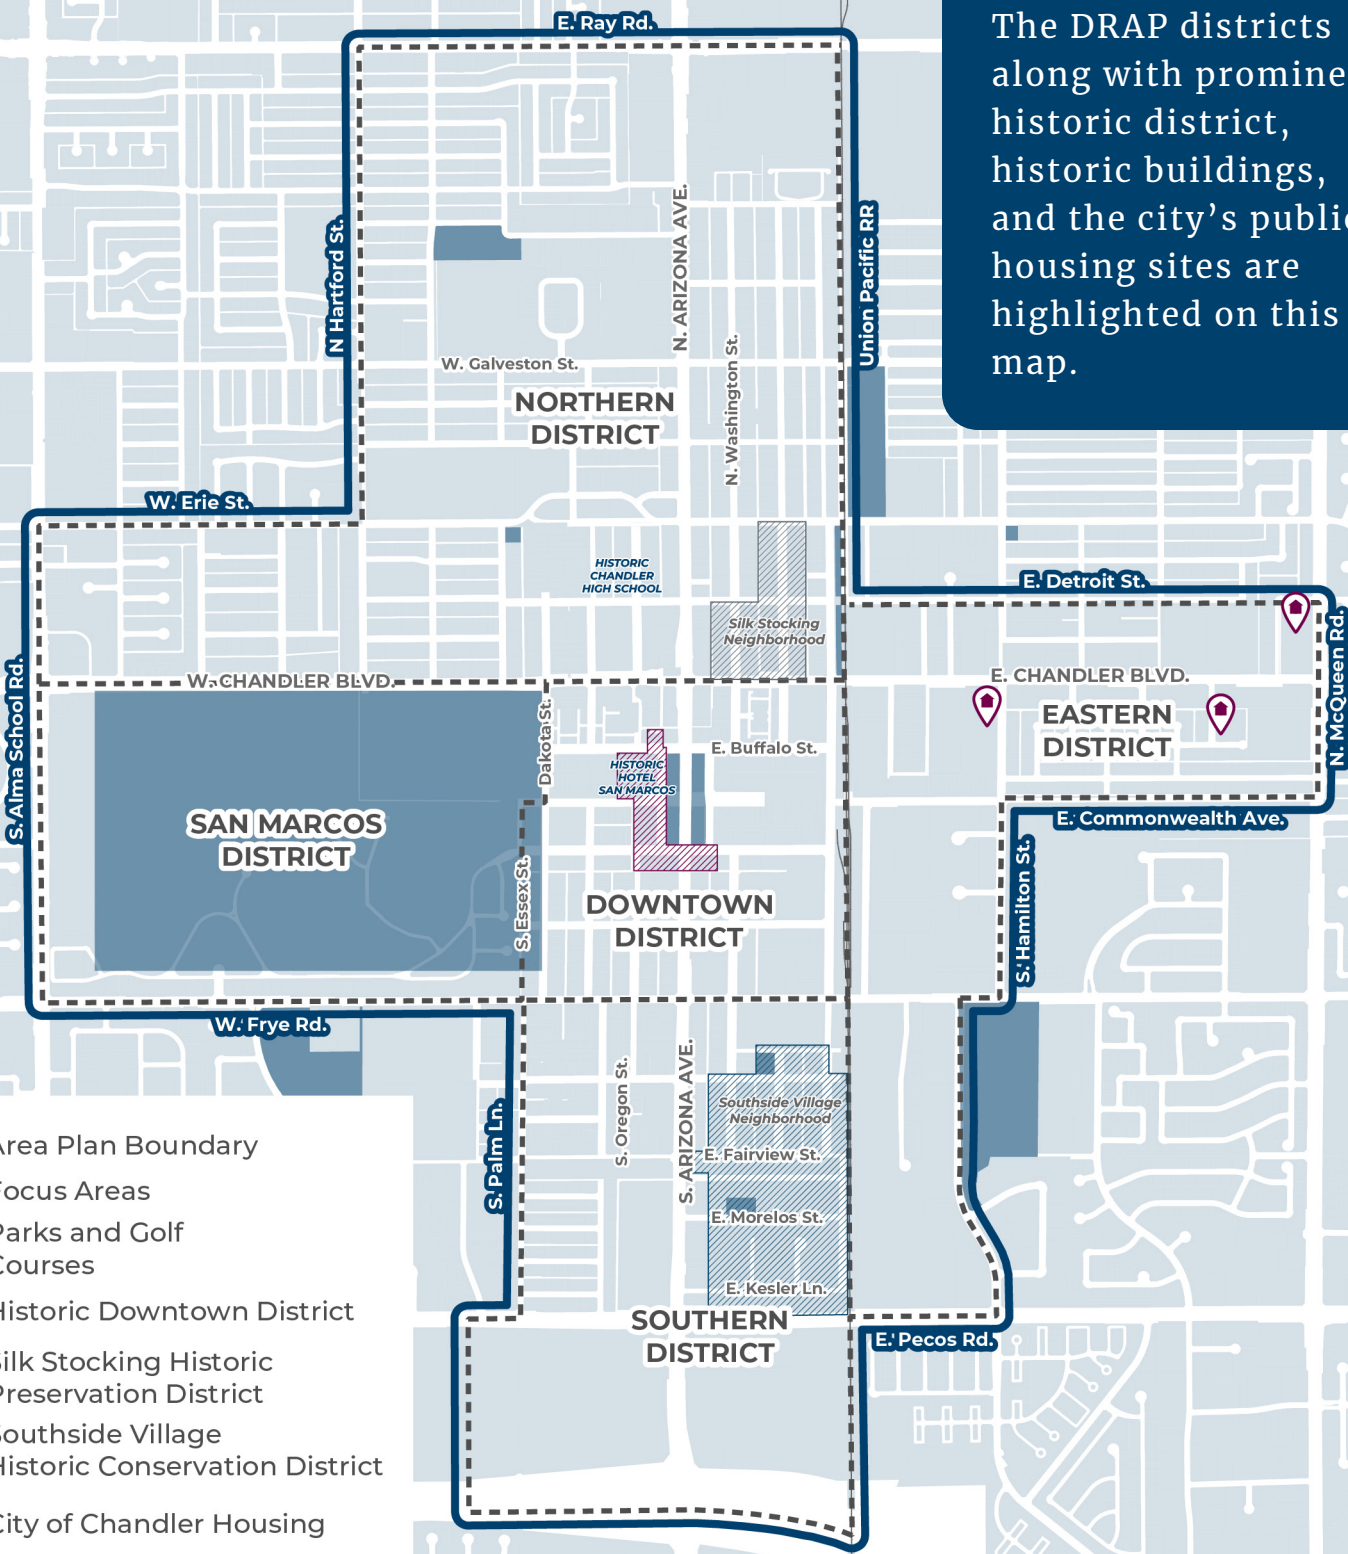 E. Ray Rd.
The DRAP districts
along with promine
historic district,
historic buildings,
and the city's public
housing sites are
highlighted on this
map.
N Hartford St.
N. ARIZONA AVE.
Union Pacific RR
W. Galveston St.
N. Washington St.
NORTHERN
DISTRICT
W. Erie St.
HISTORIC
CHANDLER
HIGH SCHOOL
E. Detroit St.
Silk Stocking
Neighborhood
N. McQueen Rd.
S. Alma School Rd.
W. CHANDLER BLVD.
E. CHANDLER BLVD.
Dakota St.
EASTERN
DISTRICT
E. Buffalo St.
HISTORIC
HOTEL
SAN MARCOS
SAN MARCOS
DISTRICT
E. Commonwealth Ave.
S. Essex St.
S. Hamilton St.
DOWNTOWN
DISTRICT
W. Frye Rd.
S. Oregon St.
S. ARIZONA AVE.
Southside Village
Neighborhood
S. Palm Ln.
E. Fairview St.
E. Morelos St.
E. Kesler Ln.
SOUTHERN
DISTRICT
E. Pecos Rd.
Area Plan Boundary
Focus Areas
Parks and Golf
Courses
Historic Downtown District
Silk Stocking Historic
Preservation District
Southside Village
Historic Conservation District
City of Chandler Housing